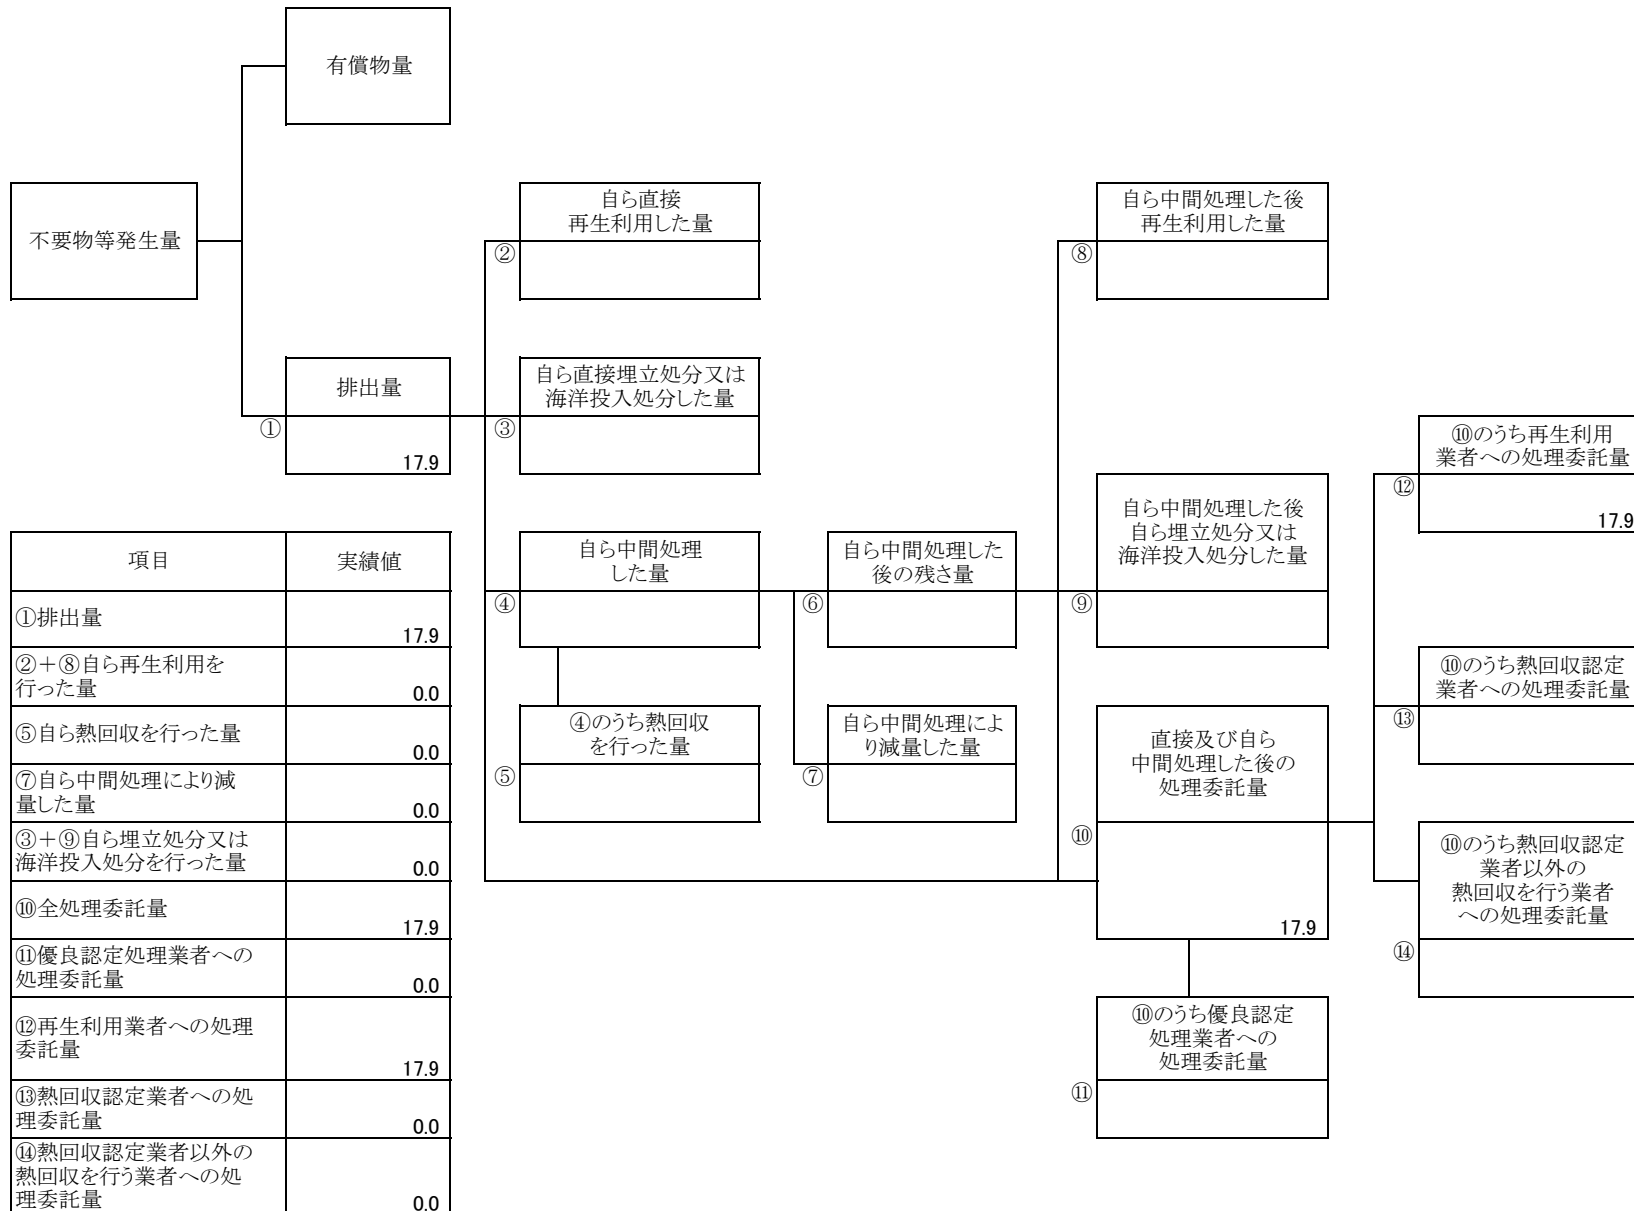 有償物量
不要物等発生量
自ら直接
再生利用した量
②
自ら中間処理した後
再生利用した量
⑧
排出量
①
17.9
自ら直接埋立処分又は
海洋投入処分した量
③
⑩のうち再生利用
業者への処理委託量
⑫
17.9
自ら中間処理
した量
④
自ら中間処理した
後の残さ量
⑥
自ら中間処理した後
自ら埋立処分又は
海洋投入処分した量
⑨
⑩のうち熱回収認定
業者への処理委託量
⑬
④のうち熱回収
を行った量
⑤
自ら中間処理によ
り減量した量
⑦
直接及び自ら
中間処理した後の
処理委託量
⑩
17.9
⑩のうち熱回収認定
業者以外の
熱回収を行う業者
への処理委託量
⑭
⑩のうち優良認定
処理業者への
処理委託量
⑪
項目 実績値
①排出量
17.9
②+⑧自ら再生利用を
行った量
0.0
⑤自ら熱回収を行った量
0.0
⑦自ら中間処理により減
量した量
0.0
③+⑨自ら埋立処分又は
海洋投入処分を行った量
0.0
⑩全処理委託量
17.9
⑪優良認定処理業者への
処理委託量
0.0
⑫再生利用業者への処理
委託量
17.9
⑬熱回収認定業者への処
理委託量
0.0
⑭熱回収認定業者以外の
熱回収を行う業者への処
理委託量
0.0